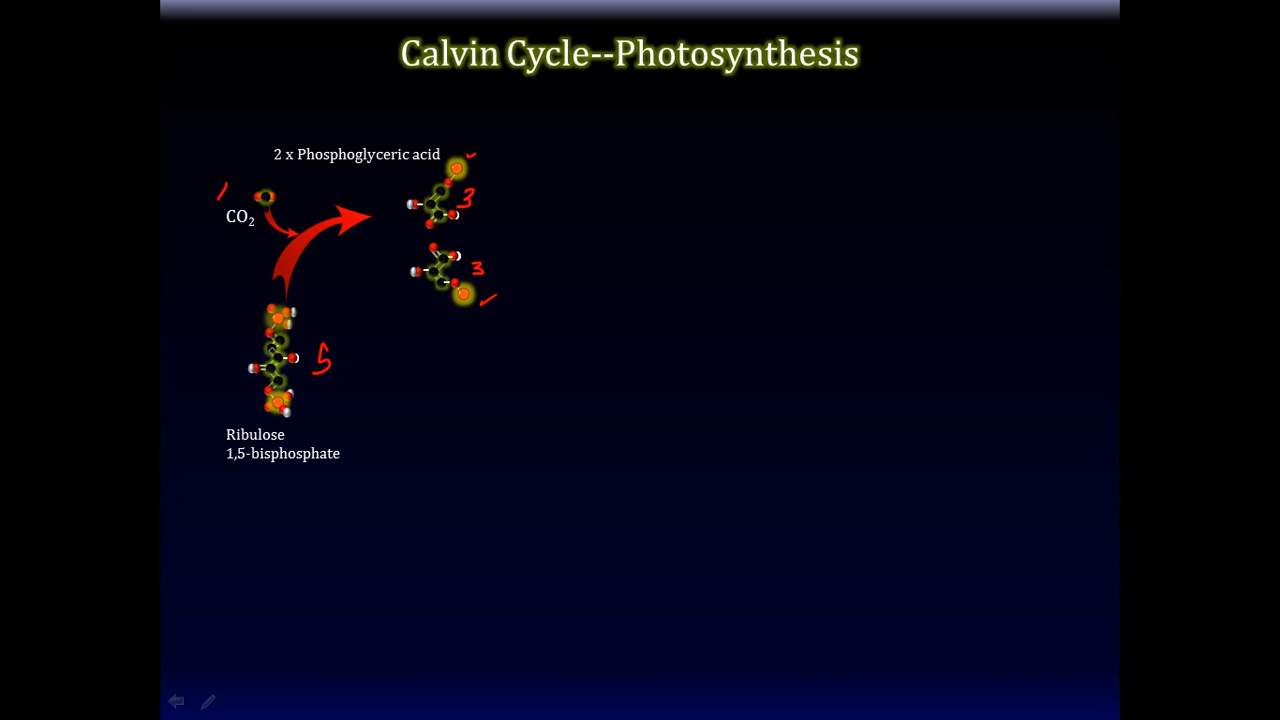 Calvin Cycle--Photosynthesis
2 x Phosphoglyceric acid
1
CO₂
3
3
5
Ribulose
1,5-bisphosphate